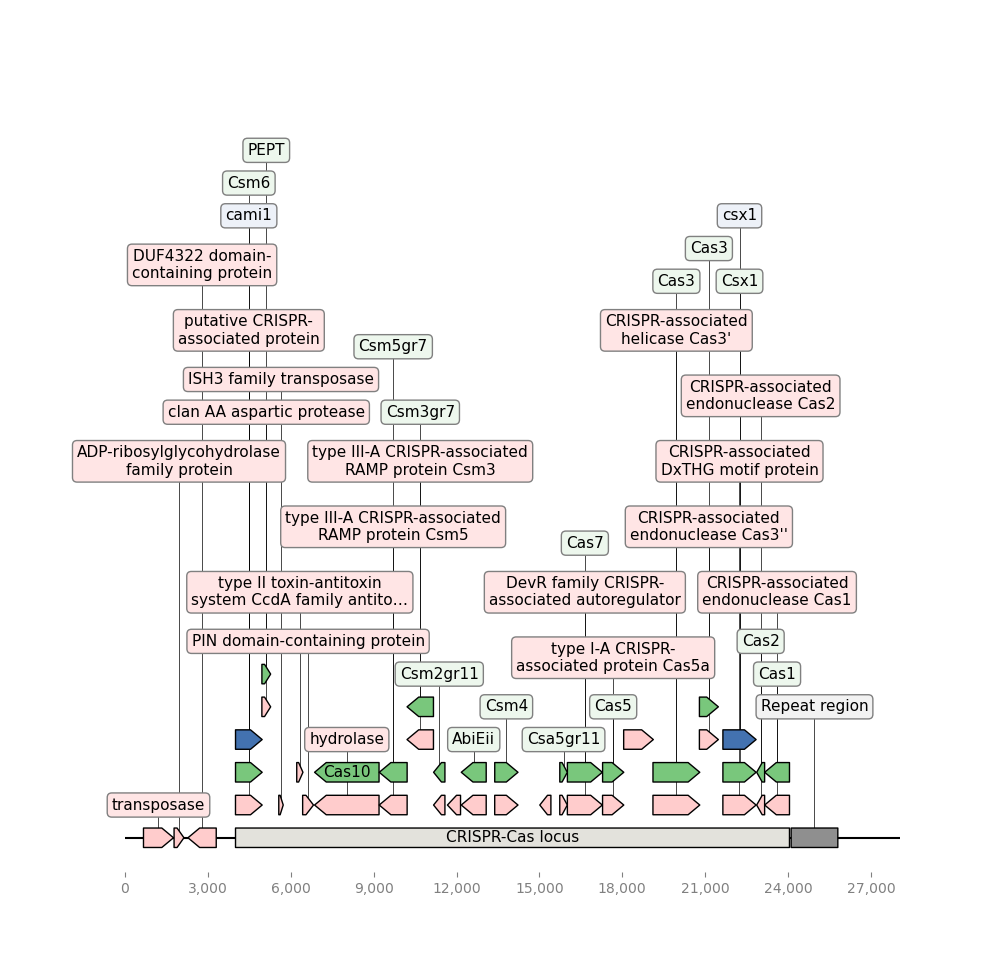 PEPT
Csm6
cami1
csx1
DUF4322 domain-
containing protein
Cas3
Cas3
Csx1
putative CRISPR-
associated protein
CRISPR-associated
helicase Cas3'
Csm5gr7
ISH3 family transposase
CRISPR-associated
endonuclease Cas2
clan AA aspartic protease
Csm3gr7
ADP-ribosylglycohydrolase
family protein
type III-A CRISPR-associated
RAMP protein Csm3
CRISPR-associated
DxTHG motif protein
type III-A CRISPR-associated
RAMP protein Csm5
CRISPR-associated
endonuclease Cas3''
Cas7
type II toxin-antitoxin
system CcdA family antito…
DevR family CRISPR-
associated autoregulator
CRISPR-associated
endonuclease Cas1
PIN domain-containing protein
Cas2
type I-A CRISPR-
associated protein Cas5a
Csm2gr11
Cas1
Csm4
Cas5
Repeat region
hydrolase
AbiEii
Csa5gr11
Cas10
transposase
CRISPR-Cas locus
0
3,000
6,000
9,000
12,000
15,000
18,000
21,000
24,000
27,000